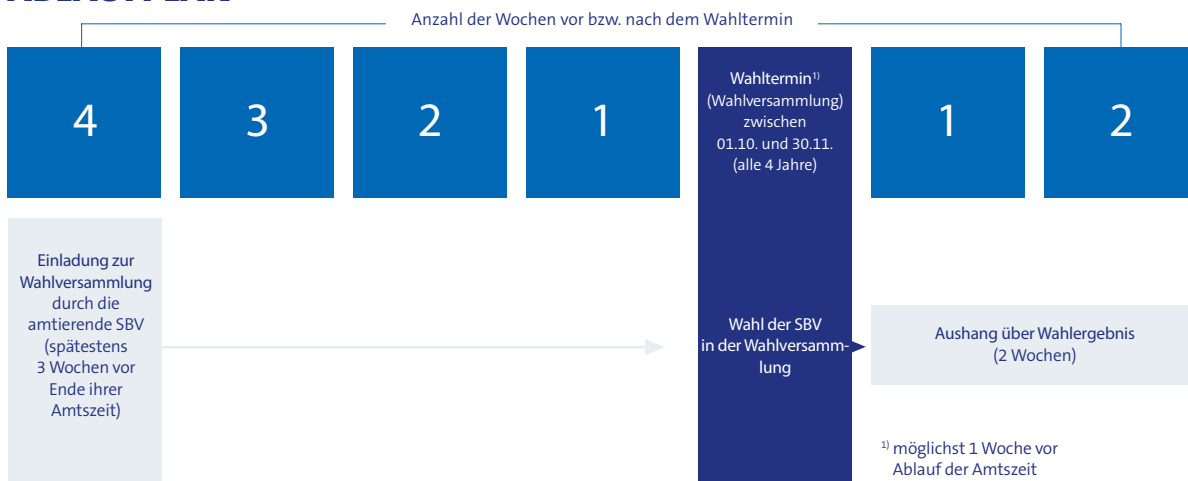 Anzahl der Wochen vor bzw. nach dem Wahltermin
4
3
2
1
Wahltermin¹⁾
(Wahlversammlung)
zwischen
01.10. und 30.11.
(alle 4 Jahre)
1
2
Einladung zur
Wahlversammlung
durch die
amtierende SBV
(spätestens
3 Wochen vor
Ende ihrer
Amtszeit)
Wahl der SBV
in der Wahlversamm-
lung
Aushang über Wahlergebnis
(2 Wochen)
¹⁾ möglichst 1 Woche vor
Ablauf der Amtszeit